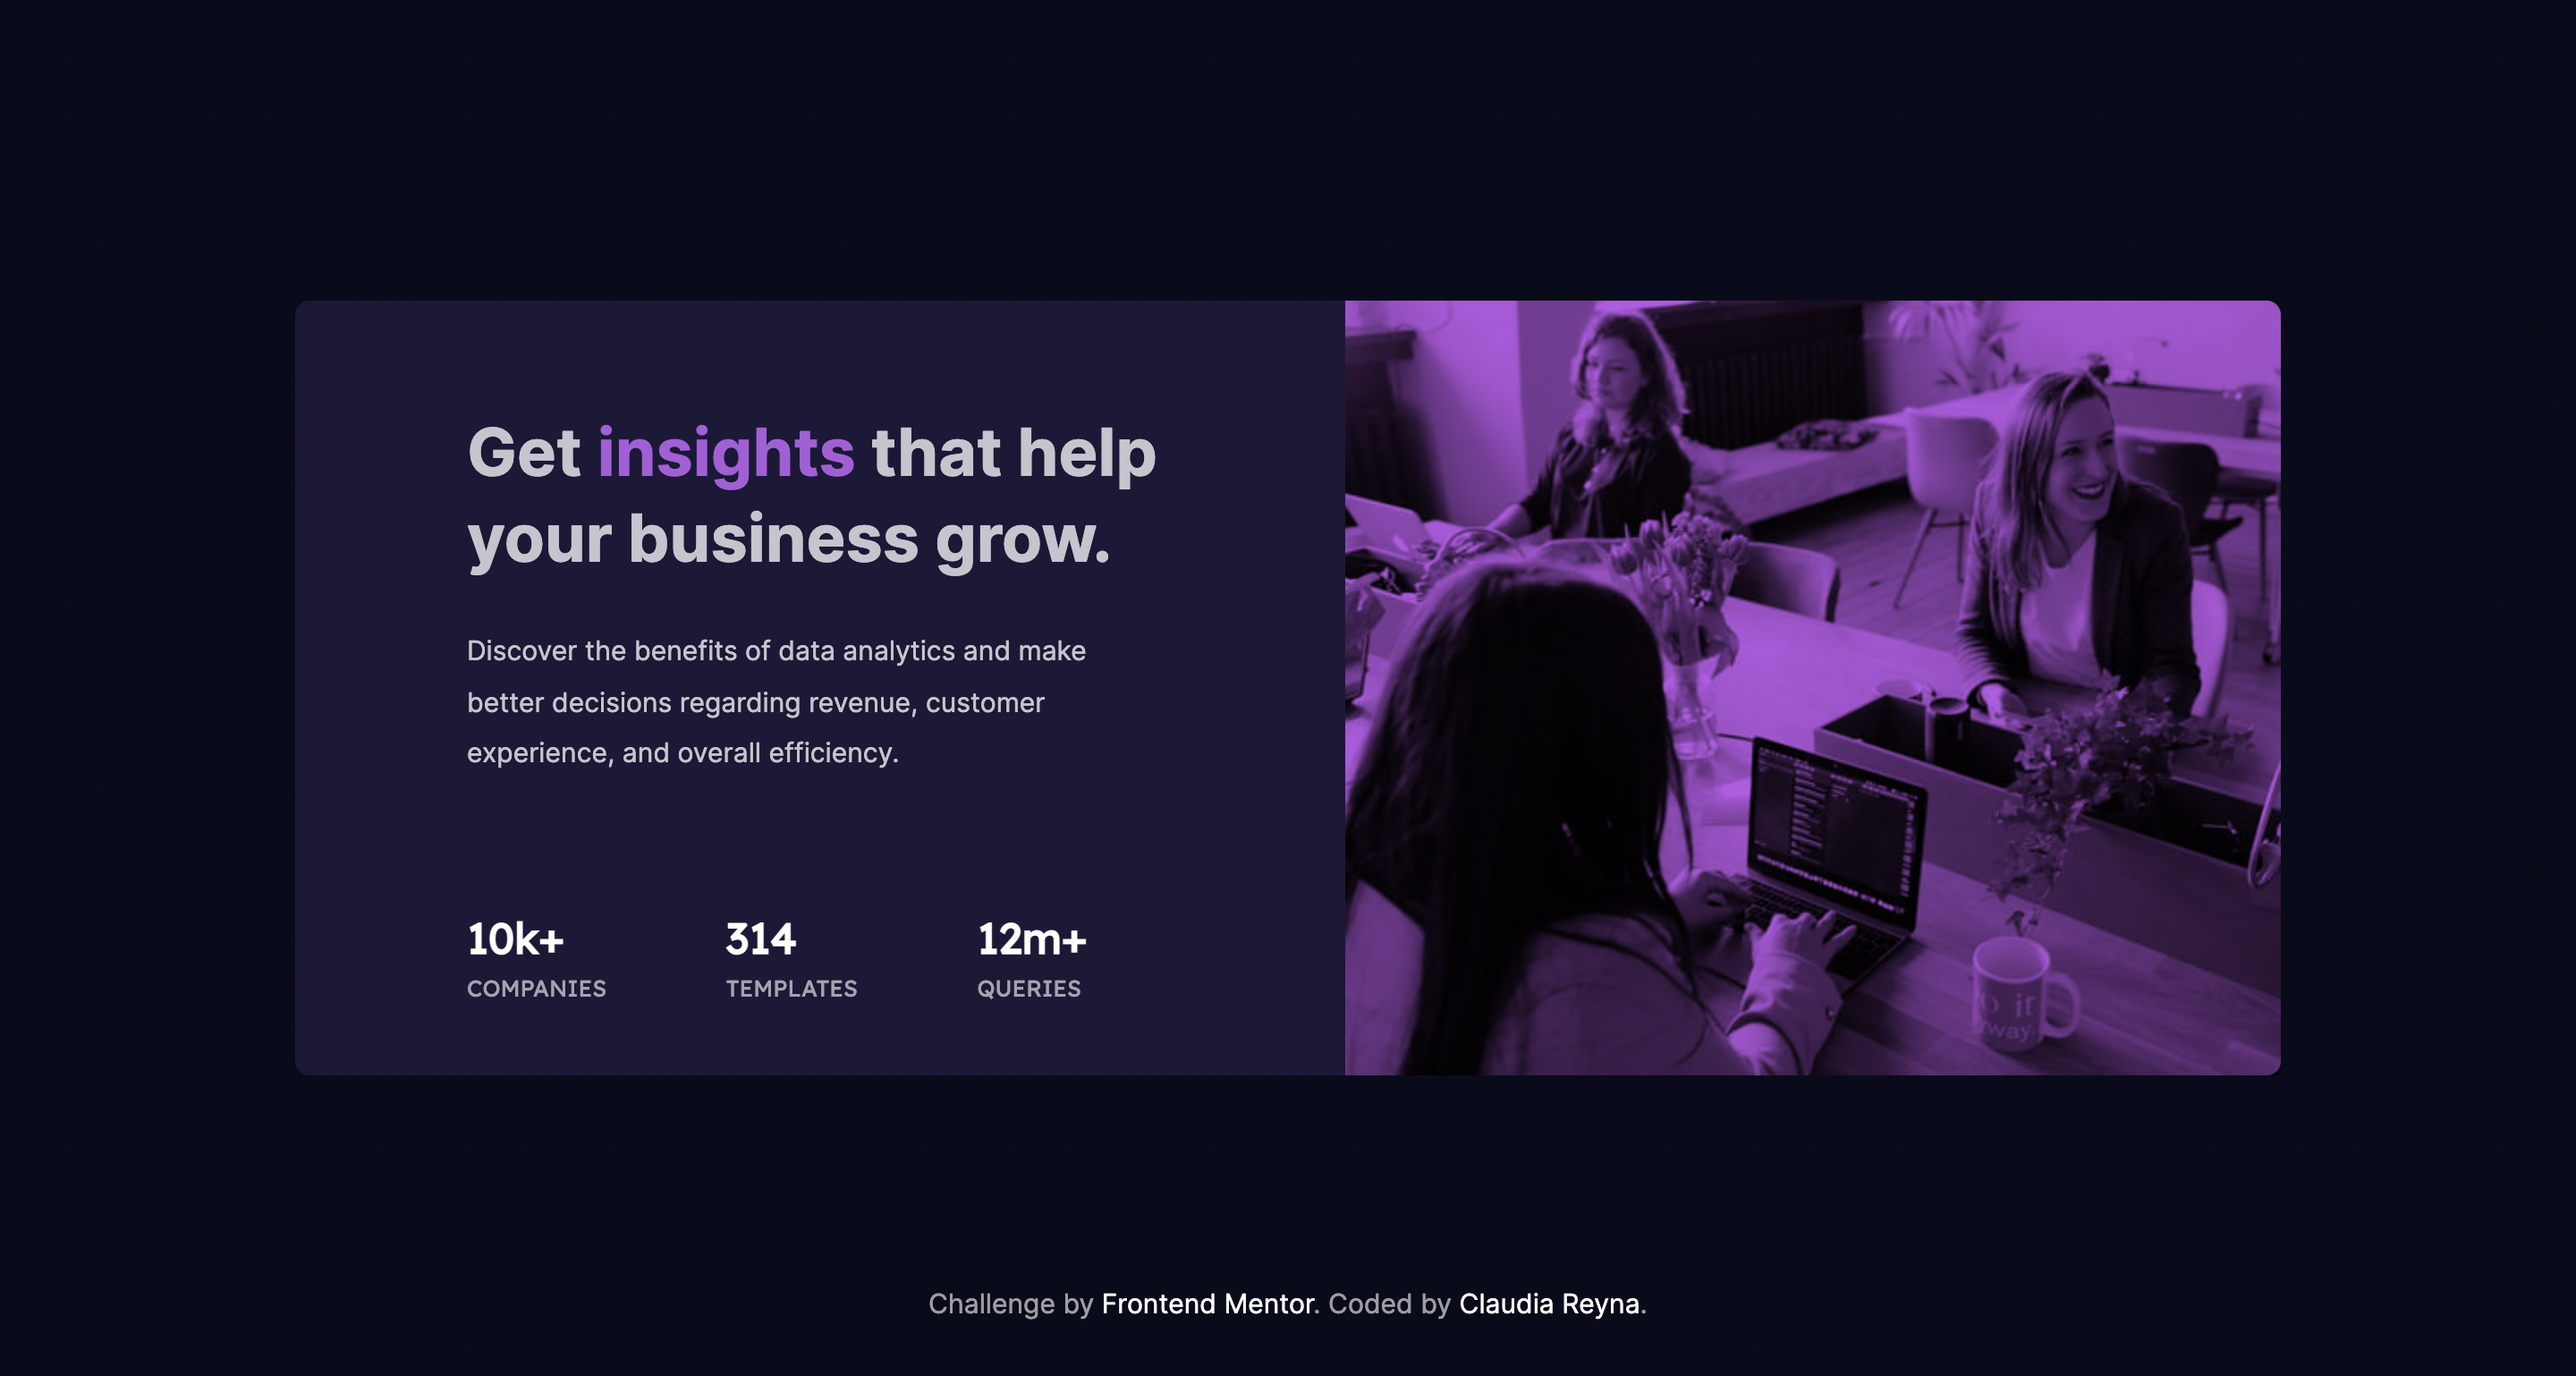 Get insights that help
your business grow.
Discover the benefits of data analytics and make
better decisions regarding revenue, customer
experience, and overall efficiency.
10k+
COMPANIES
314
TEMPLATES
12m+
QUERIES
Challenge by Frontend Mentor. Coded by Claudia Reyna.